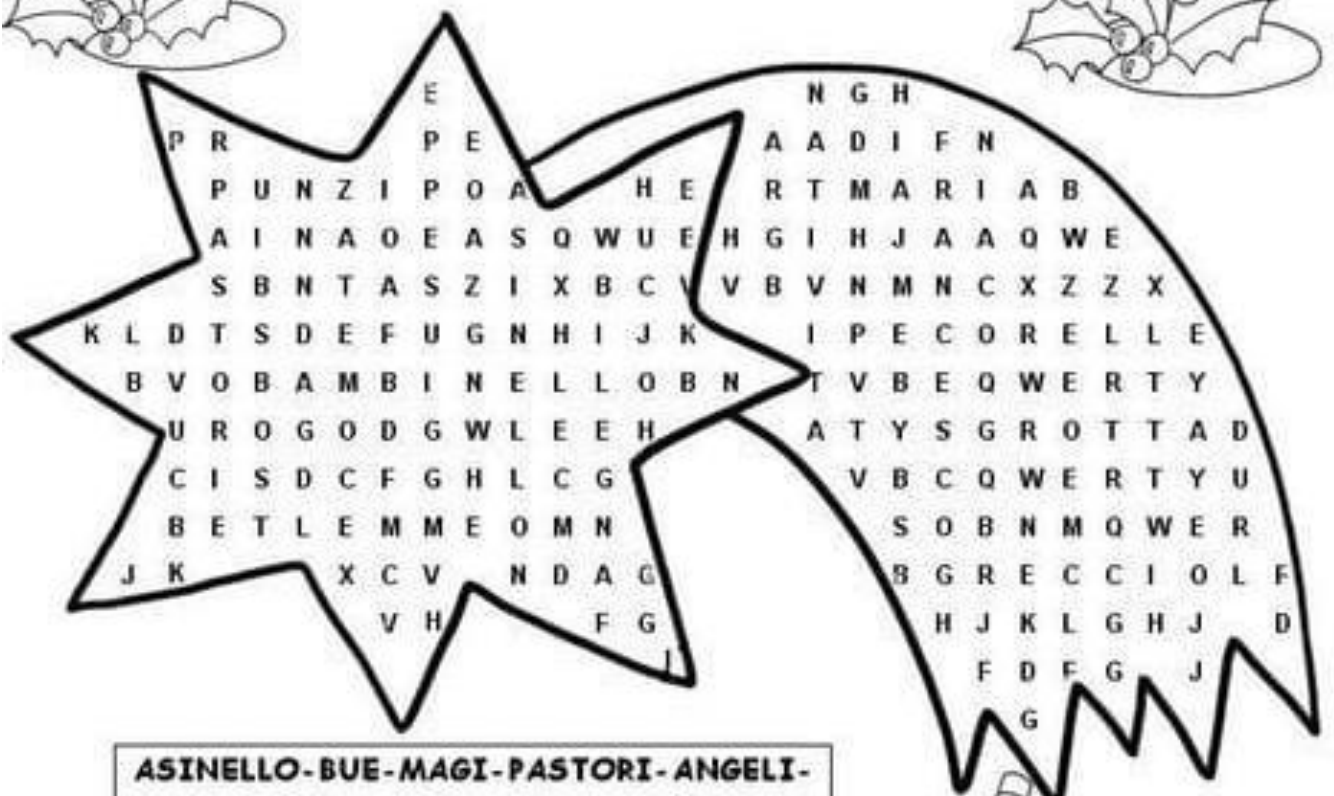 E N G H
P R P E A A D I F N
P U N Z I P O A H E R T M A R I A B
A I N A O E A S Q W U E H G I H J A A Q W E
S B N T A S Z I X B C V V B V N M N C X Z Z X
K L D T S D E F U G N H I J K I P E C O R E L L E
B V O B A M B I N E L L O B N T V B E Q W E R T Y
U R O G O D G W L E E H A T Y S G R O T T A D
C I S D C F G H L C G V B C Q W E R T Y U
B E T L E M M E O M N S O B N M Q W E R
J K X C V N D A G B G R E C C I O L F
V H F G H J K L G H J D
J F D F G J
G
ASINELLO-BUE-MAGI-PASTORI-ANGELI-